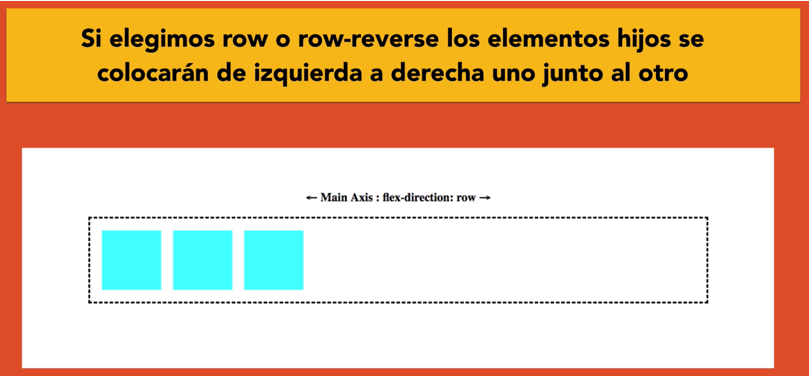 Si elegimos row o row-reverse los elementos hijos se
colocarán de izquierda a derecha uno junto al otro
← Main Axis : flex-direction: row →